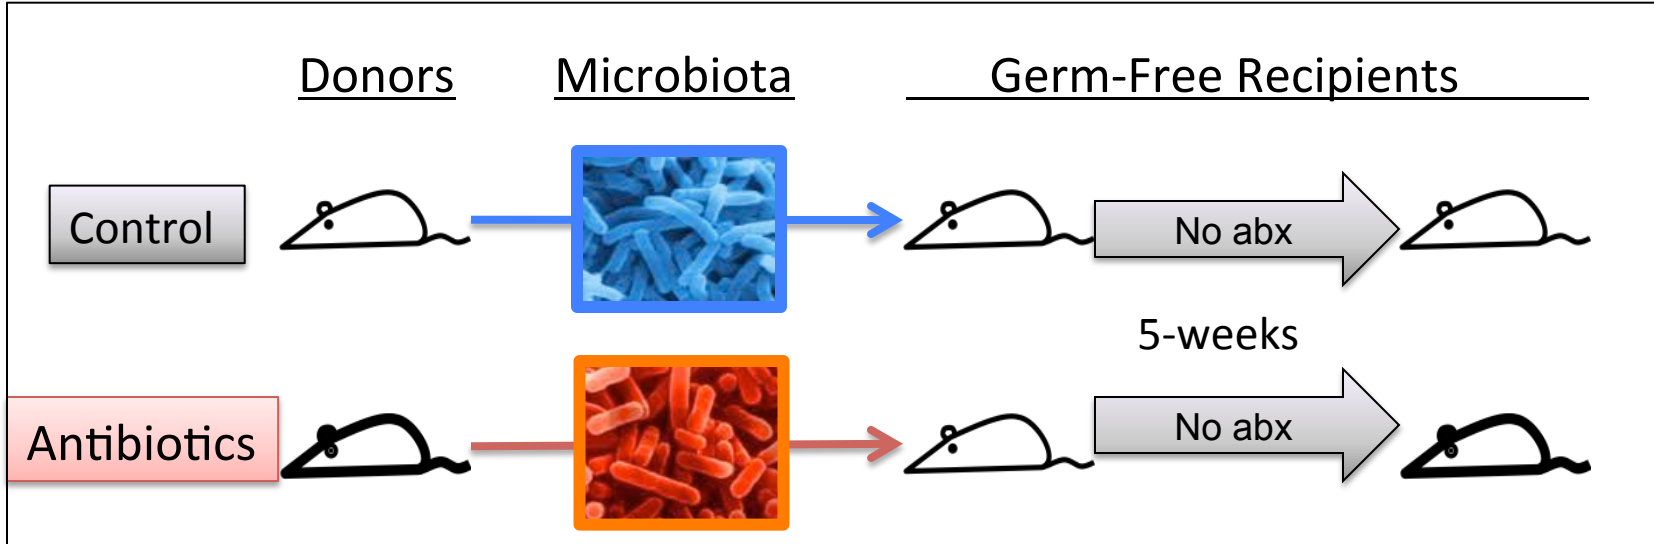 Donors Microbiota Germ-Free Recipients
Control
No abx
5-weeks
Antibiotics
No abx